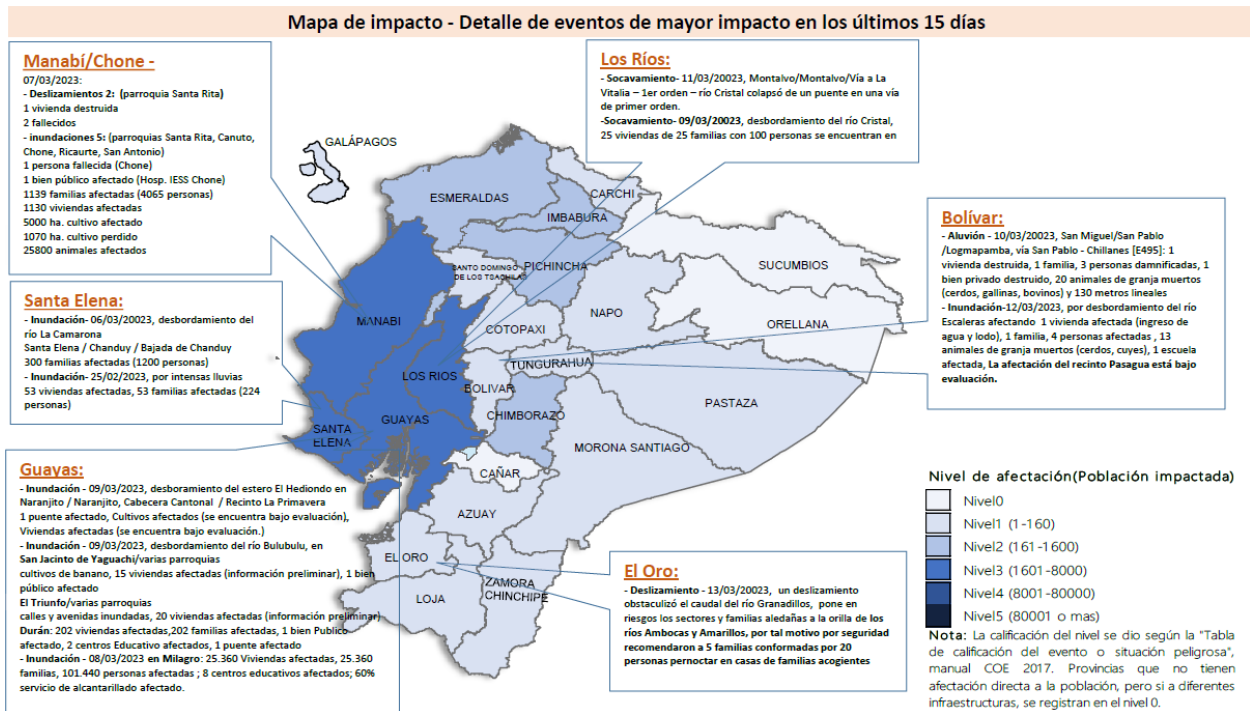 Mapa de impacto - Detalle de eventos de mayor impacto en los últimos 15 días
Manabí/Chone -
07/03/2023:
- Deslizamientos 2: (parroquia Santa Rita)
1 vivienda destruida
2 fallecidos
- inundaciones 5: (parroquias Santa Rita, Canuto,
Chone, Ricaurte, San Antonio)
1 persona fallecida (Chone)
1 bien público afectado (Hosp. IESS Chone)
1139 familias afectadas (4065 personas)
1130 viviendas afectadas
5000 ha. cultivo afectado
1070 ha. cultivo perdido
25800 animales afectados
Santa Elena:
- Inundación- 06/03/20023, desbordamiento del
río La Camarona
Santa Elena / Chanduy / Bajada de Chanduy
300 familias afectadas (1200 personas)
- Inundación- 25/02/2023, por intensas lluvias
53 viviendas afectadas, 53 familias afectadas (224
personas)
Guayas:
- Inundación - 09/03/2023, desboramiento del estero El Hediondo en
Naranjito / Naranjito, Cabecera Cantonal / Recinto La Primavera
1 puente afectado, Cultivos afectados (se encuentra bajo evaluación),
Viviendas afectadas (se encuentra bajo evaluación.)
- Inundación - 09/03/2023, desbordamiento del río Bulubulu, en
San Jacinto de Yaguachi/varias parroquias
cultivos de banano, 15 viviendas afectadas (información preliminar), 1 bien
público afectado
El Triunfo/varias parroquias
calles y avenidas inundadas, 20 viviendas afectadas (información preliminar)
Durán: 202 viviendas afectadas,202 familias afectadas, 1 bien Publico
afectado, 2 centros Educativo afectados, 1 puente afectado
- Inundación - 08/03/2023 en Milagro: 25.360 Viviendas afectadas, 25.360
familias, 101.440 personas afectadas ; 8 centros educativos afectados; 60%
servicio de alcantarillado afectado.
Los Ríos:
- Socavamiento- 11/03/20023, Montalvo/Montalvo/Vía a La
Vitalia – 1er orden – río Cristal colapsó de un puente en una vía
de primer orden.
-Socavamiento- 09/03/20023, desbordamiento del río Cristal,
25 viviendas de 25 familias con 100 personas se encuentran en
Bolívar:
- Aluvión - 10/03/20023, San Miguel/San Pablo
/Logmapamba, vía San Pablo - Chillanes [E495]: 1
vivienda destruida, 1 familia, 3 personas damnificadas, 1
bien privado destruido, 20 animales de granja muertos
(cerdos, gallinas, bovinos) y 130 metros lineales
- Inundación-12/03/2023, por desbordamiento del río
Escaleras afectando 1 vivienda afectada (ingreso de
agua y lodo), 1 familia, 4 personas afectadas , 13
animales de granja muertos (cerdos, cuyes), 1 escuela
afectada, La afectación del recinto Pasagua está bajo
evaluación.
El Oro:
- Deslizamiento - 13/03/20023, un deslizamiento
obstaculizó el caudal del río Granadillos, pone en
riesgos los sectores y familias aledañas a la orilla de los
ríos Ambocas y Amarillos, por tal motivo por seguridad
recomendaron a 5 familias conformadas por 20
personas pernoctar en casas de familias acogientes
GALÁPAGOS
ESMERALDAS
CARCHI
IMBABURA
PICHINCHA
SANTO DOMINGO
DE LOS TSACHILAS
SUCUMBIOS
NAPO
ORELLANA
MANABI
COTOPAXI
LOS RIOS
TUNGURAHUA
BOLIVAR
PASTAZA
CHIMBORAZO
GUAYAS
SANTA
ELENA
MORONA SANTIAGO
CAÑAR
AZUAY
EL ORO
ZAMORA
CHINCHIPE
LOJA
Nivel de afectación(Población impactada)
Nivel0
Nivel1 (1-160)
Nivel2 (161-1600)
Nivel3 (1601-8000)
Nivel4 (8001-80000)
Nivel5 (80001 o mas)
Nota: La calificación del nivel se dio según la "Tabla
de calificación del evento o situación peligrosa",
manual COE 2017. Provincias que no tienen
afectación directa a la población, pero si a diferentes
infraestructuras, se registran en el nivel 0.